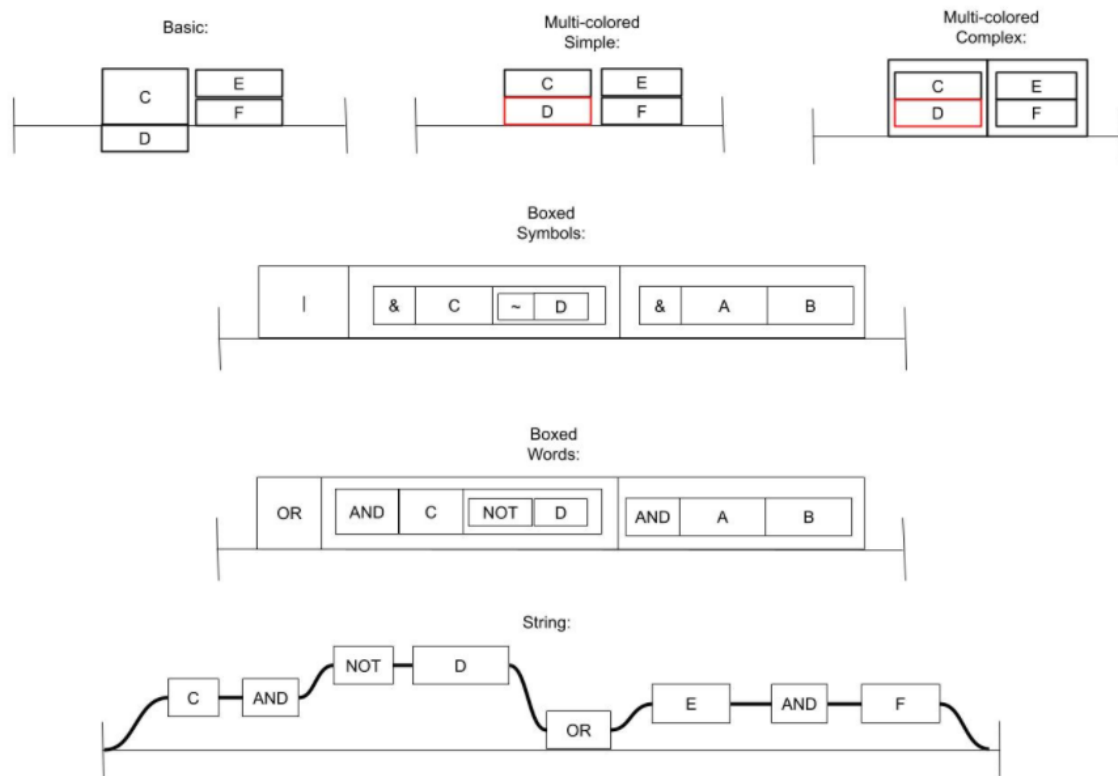 Basic:
Multi-colored
Simple:
Multi-colored
Complex:
C
E
F
D
C
E
D
F
C
E
D
F
Boxed
Symbols:
| & C ~ D & A B
Boxed
Words:
OR AND C NOT D AND A B
String:
NOT D
C AND E AND F
OR